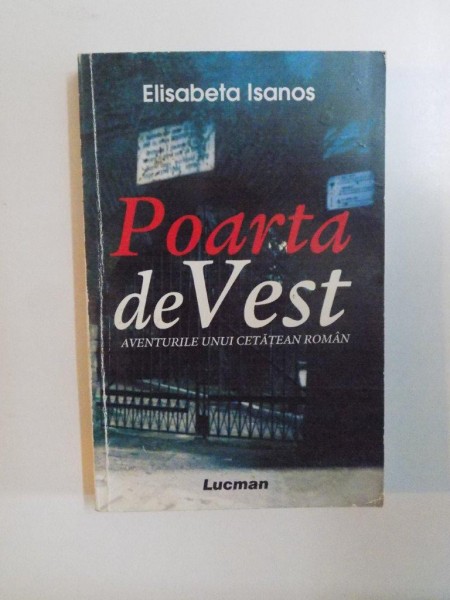 Elisabeta Isanos
Poarta
de Vest
AVENTURILE UNUI CETĂȚEAN ROMÂN
Lucman